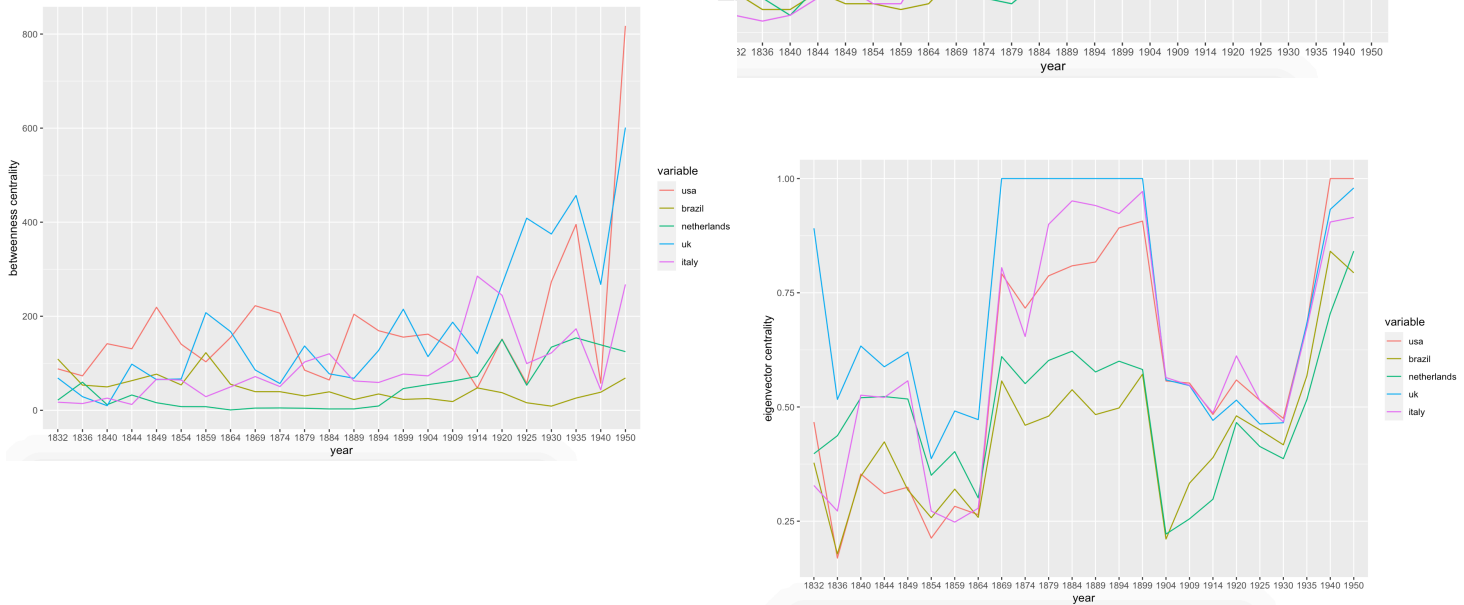 800
600
400
200
0
betweenness centrality
1832 1836 1840 1844 1849 1854 1859 1864 1869 1874 1879 1884 1889 1894 1899 1904 1909 1914 1920 1925 1930 1935 1940 1950
year
variable
usa
brazil
netherlands
uk
italy
32 1836 1840 1844 1849 1854 1859 1864 1869 1874 1879 1884 1889 1894 1899 1904 1909 1914 1920 1925 1930 1935 1940 1950
year
1.00
0.75
0.50
0.25
eigenvector centrality
1832 1836 1840 1844 1849 1854 1859 1864 1869 1874 1879 1884 1889 1894 1899 1904 1909 1914 1920 1925 1930 1935 1940 1950
year
variable
usa
brazil
netherlands
uk
italy